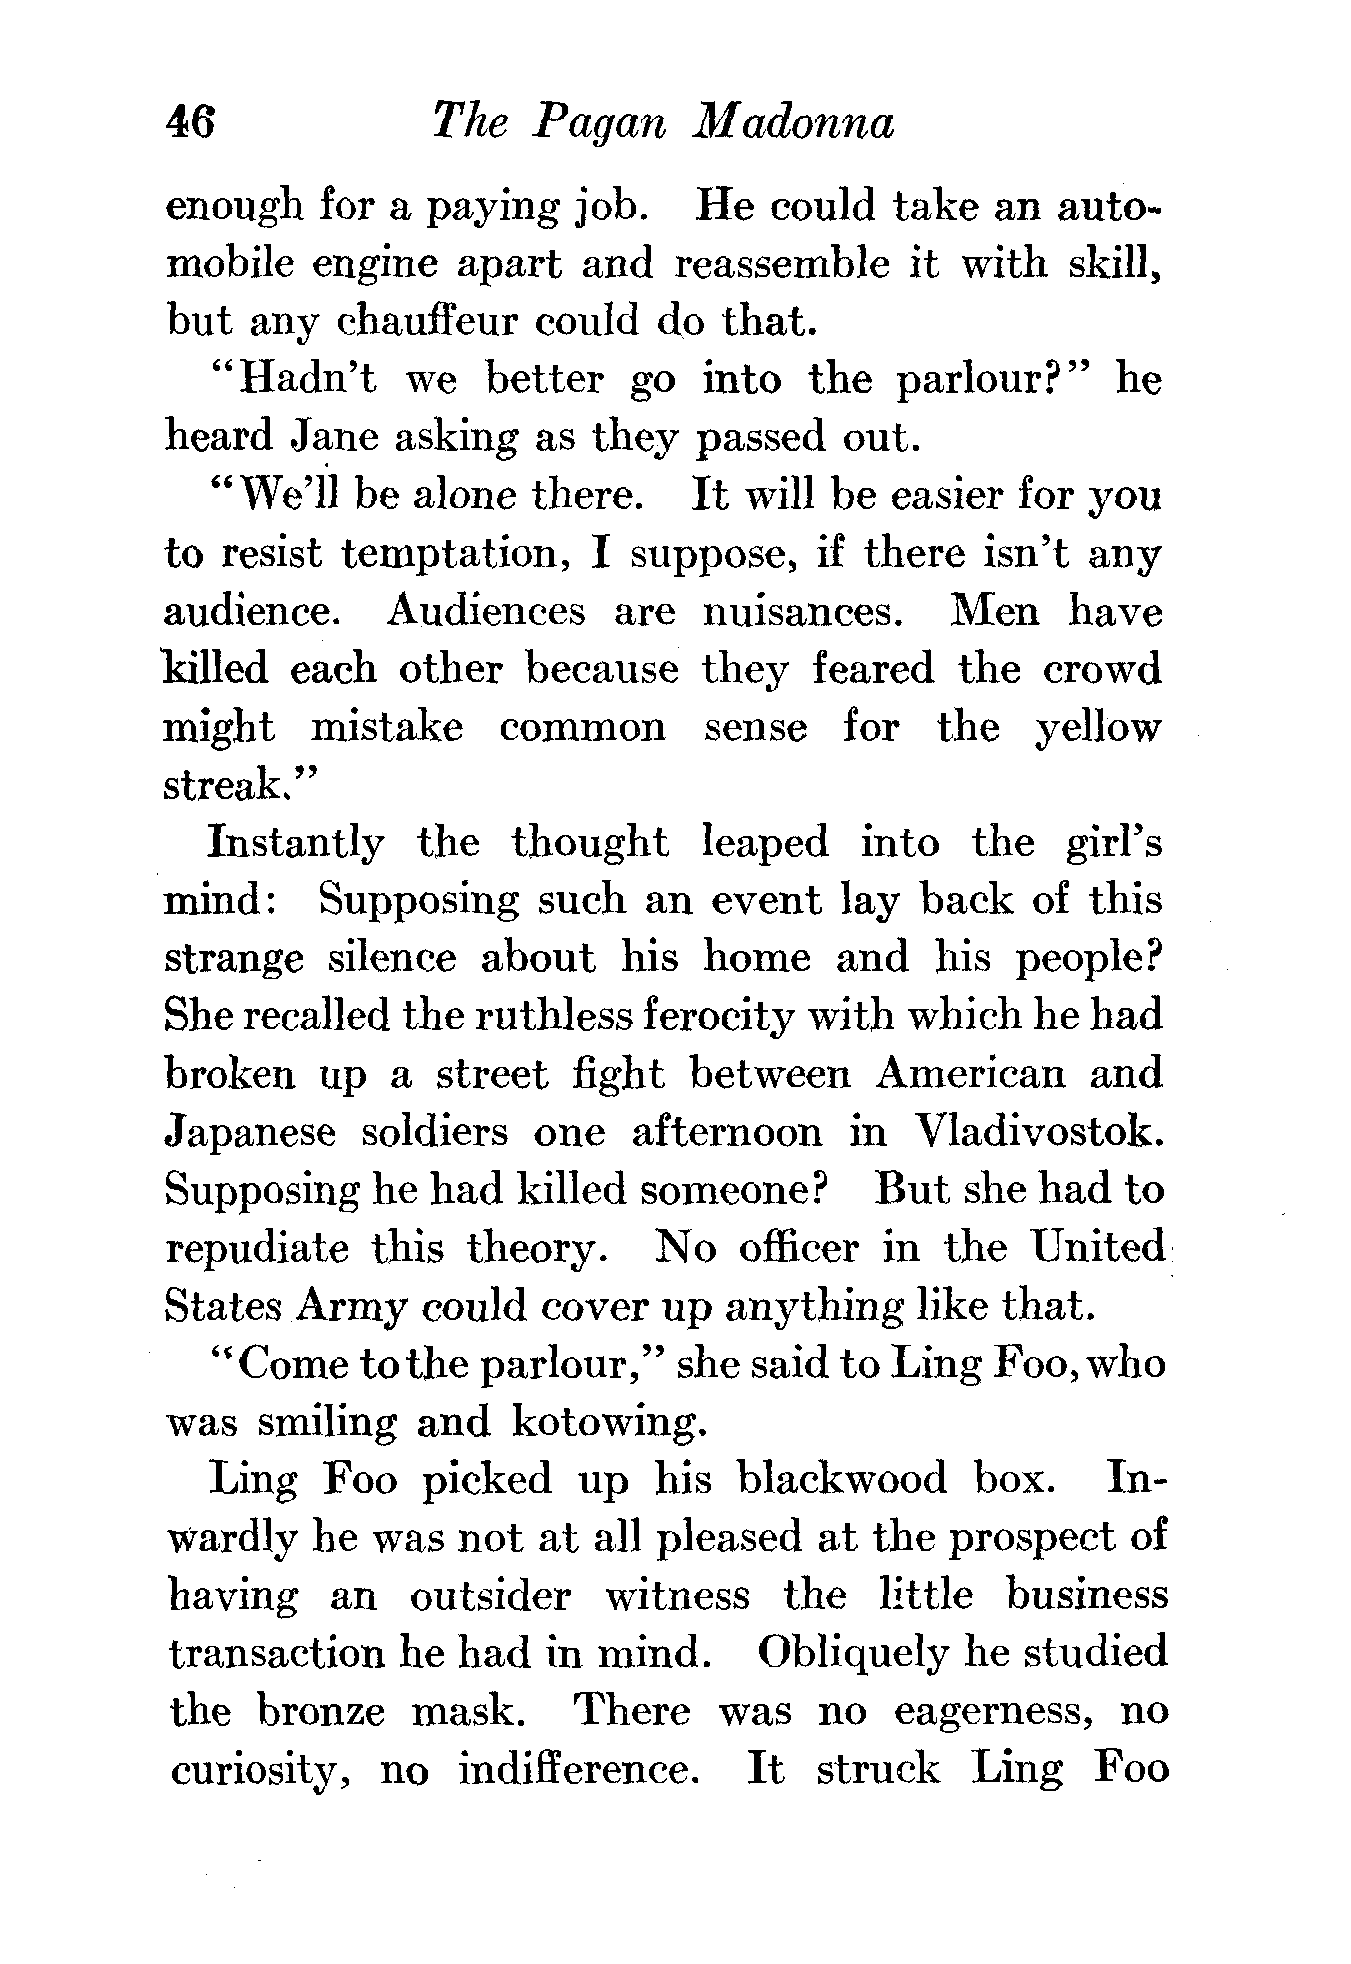 46 The Pagan Madonna
enough for a paying job. He could take an auto-
mobile engine apart and reassemble it with skill,
but any chauffeur could do that.
"Hadn't we better go into the parlour?" he
heard Jane asking as they passed out.
"We'll be alone there. It will be easier for you
to resist temptation, I suppose, if there isn't any
audience. Audiences are nuisances. Men have
killed each other because they feared the crowd
might mistake common sense for the yellow
streak."
Instantly the thought leaped into the girl's
mind: Supposing such an event lay back of this
strange silence about his home and his people?
She recalled the ruthless ferocity with which he had
broken up a street fight between American and
Japanese soldiers one afternoon in Vladivostok.
Supposing he had killed someone? But she had to
repudiate this theory. No officer in the United
States Army could cover up anything like that.
"Come to the parlour," she said to Ling Foo, who
was smiling and kotowing.
Ling Foo picked up his blackwood box. In-
wardly he was not at all pleased at the prospect of
having an outsider witness the little business
transaction he had in mind. Obliquely he studied
the bronze mask. There was no eagerness, no
curiosity, no indifference. It struck Ling Foo